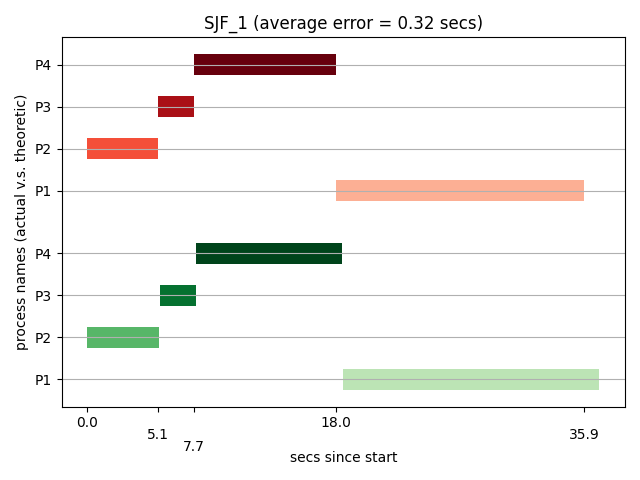 SJF_1 (average error = 0.32 secs)
process names (actual v.s. theoretic)
P4
P3
P2
P1
P4
P3
P2
P1
0.0
5.1
7.7
18.0
35.9
secs since start